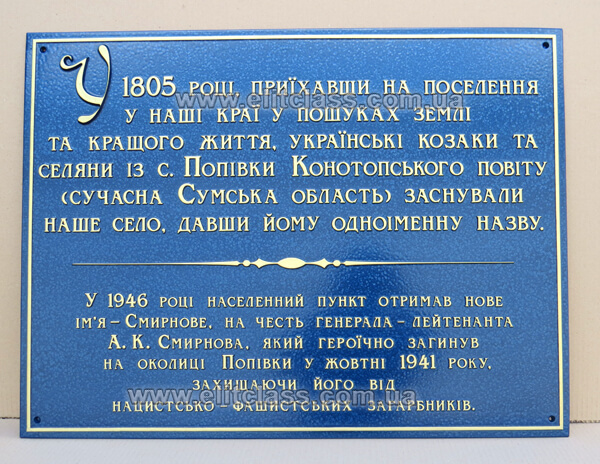 У 1805 році, приїхавши на поселення
у наші краї у пошуках землі
та кращого життя, українські козаки та
селяни із с. Попівки Конотопського повіту
(сучасна Сумська область) заснували
наше село, давши йому одноіменну назву.
У 1946 році населенний пункт отримав нове
ім'я – Смирнове, на честь генерала – лейтенанта
А. К. Смирнова, який героїчно загинув
на околиці Попівки у жовтні 1941 року,
захищаючи його від
нацистсько – фашистських загарбників.
www.elitclass.com.ua
www.elitclass.com.ua